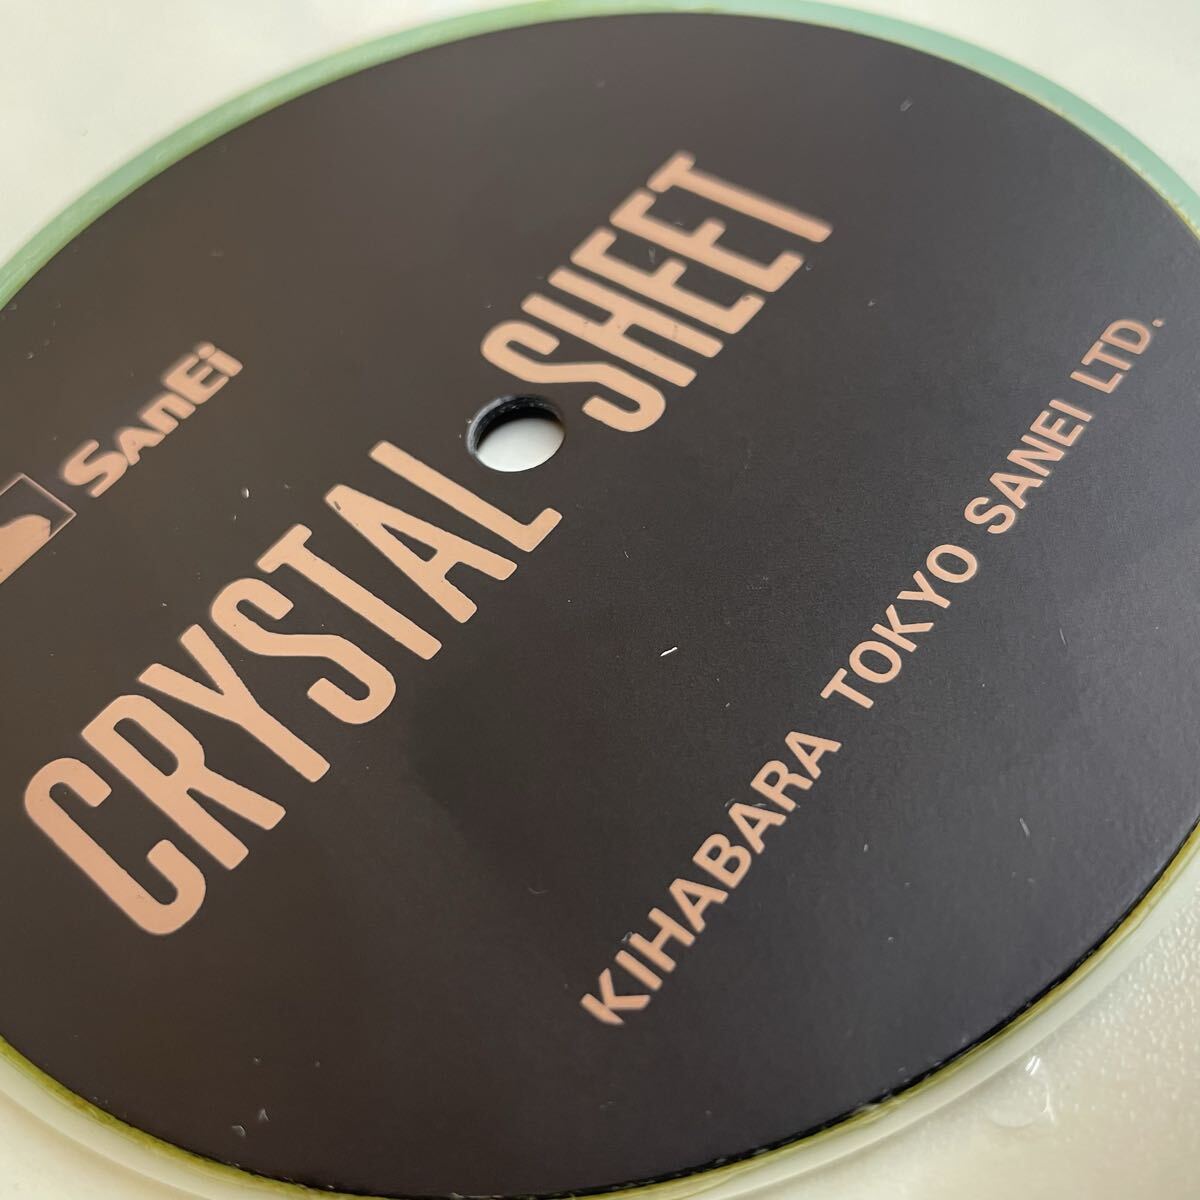 SanEi
CRYSTAL SHEET
KIHABARA TOKYO SANEI LTD.